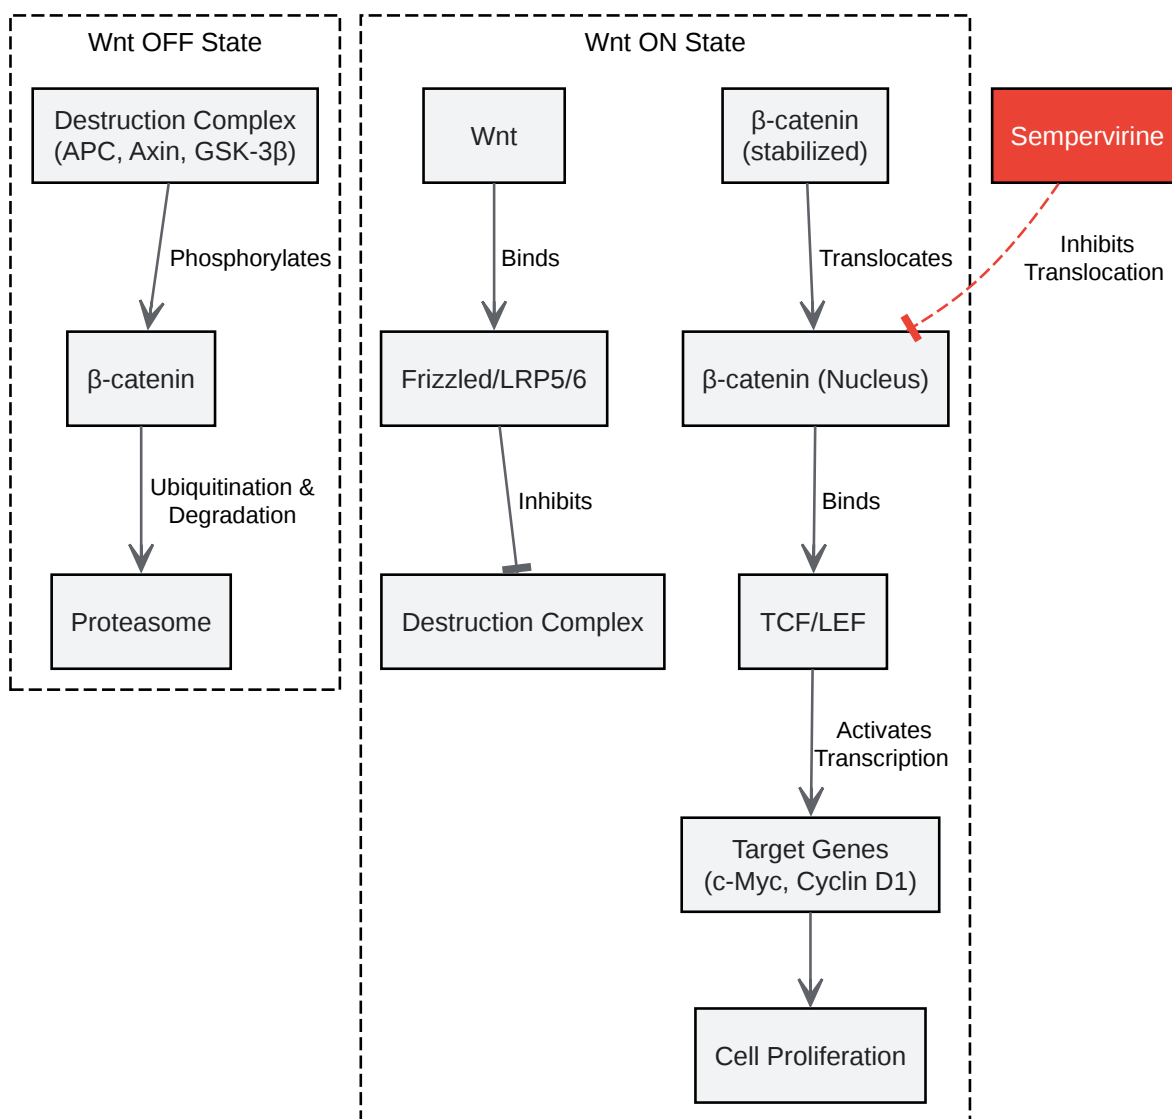 Wnt OFF State
Destruction Complex
(APC, Axin, GSK-3β)
Phosphorylates
β-catenin
Ubiquitination &
Degradation
Proteasome
Wnt ON State
Wnt
Binds
Frizzled/LRP5/6
Inhibits
Destruction Complex
β-catenin
(stabilized)
Translocates
β-catenin (Nucleus)
Binds
TCF/LEF
Activates
Transcription
Target Genes
(c-Myc, Cyclin D1)
Cell Proliferation
Sempervirine
Inhibits
Translocation